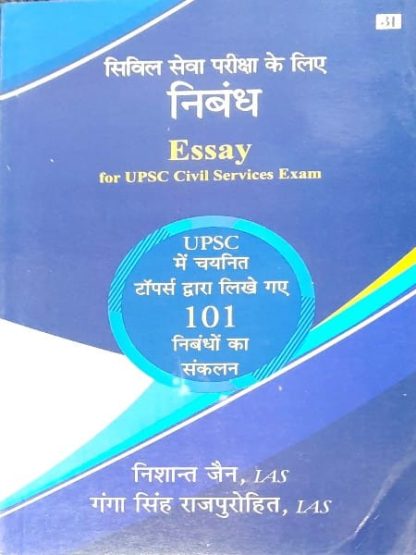 31
सिविल सेवा परीक्षा के लिए
निबंध
Essay
for UPSC Civil Services Exam
UPSC
में चयनित
टॉपर्स द्वारा लिखे गए
101
निबंधों का
संकलन
निशान्त जैन, IAS
गंगा सिंह राजपुरोहित, IAS